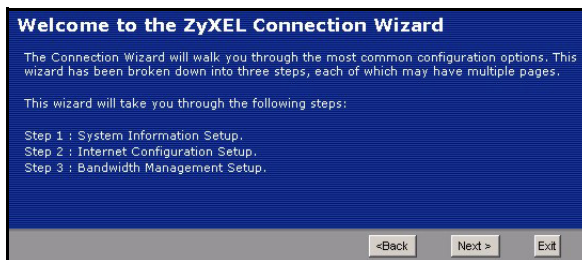 Welcome to the ZyXEL Connection Wizard
The Connection Wizard will walk you through the most common configuration options. This
wizard has been broken down into three steps, each of which may have multiple pages.
This wizard will take you through the following steps:
Step 1 : System Information Setup.
Step 2 : Internet Configuration Setup.
Step 3 : Bandwidth Management Setup.
<Back Next > Exit